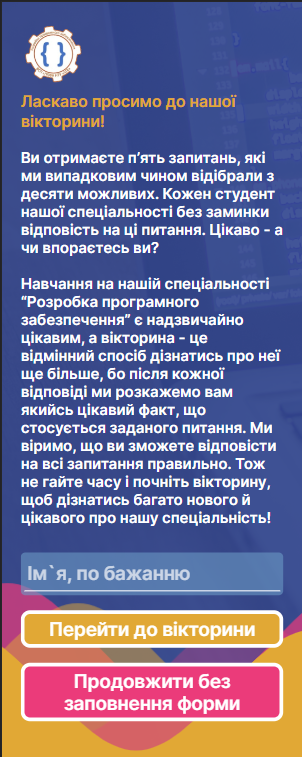 { }
Ласкаво просимо до нашої
вікторини!
Ви отримаєте п’ять запитань, які
ми випадковим чином відібрали з
десяти можливих. Кожен студент
нашої спеціальності без заминки
відповість на ці питання. Цікаво - а
чи впораєтесь ви?
Навчання на нашій спеціальності
“Розробка програмного
забезпечення” є надзвичайно
цікавим, а вікторина - це
відмінний спосіб дізнатись про неї
ще більше, бо після кожної
відповіді ми розкажемо вам
якийсь цікавий факт, що
стосується заданого питання. Ми
віримо, що ви зможете відповісти
на всі запитання правильно. Тож
не гайте часу і почніть вікторину,
щоб дізнатись багато нового й
цікавого про нашу спеціальність!
Ім`я, по бажанню
Перейти до вікторини
Продовжити без
заповнення форми